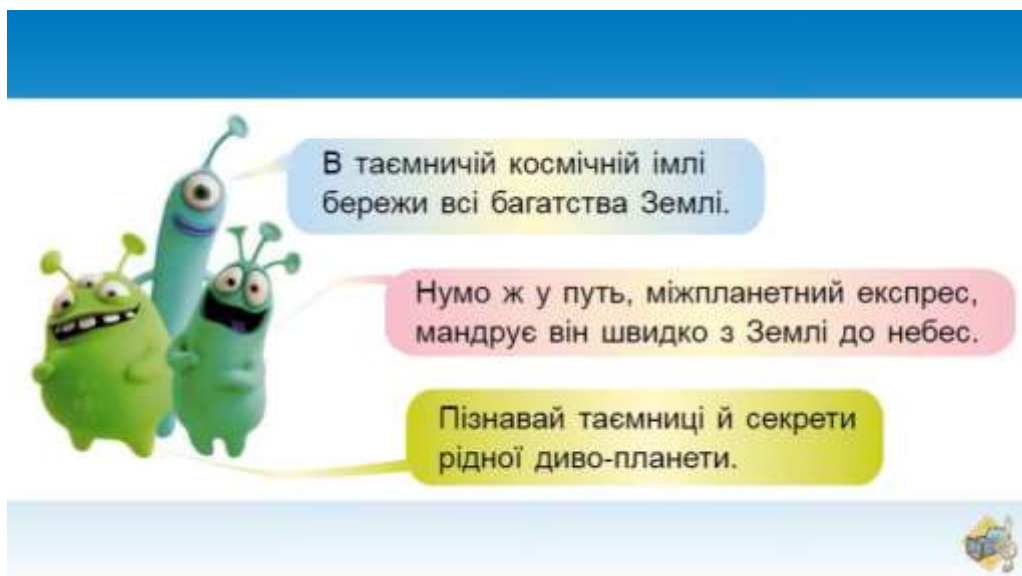 В таємничій космічній імлі
бережи всі багатства Землі.
Нумо ж у путь, міжпланетний експрес,
мандрує він швидко з Землі до небес.
Пізнавай таємниці й секрети
рідної диво-планети.